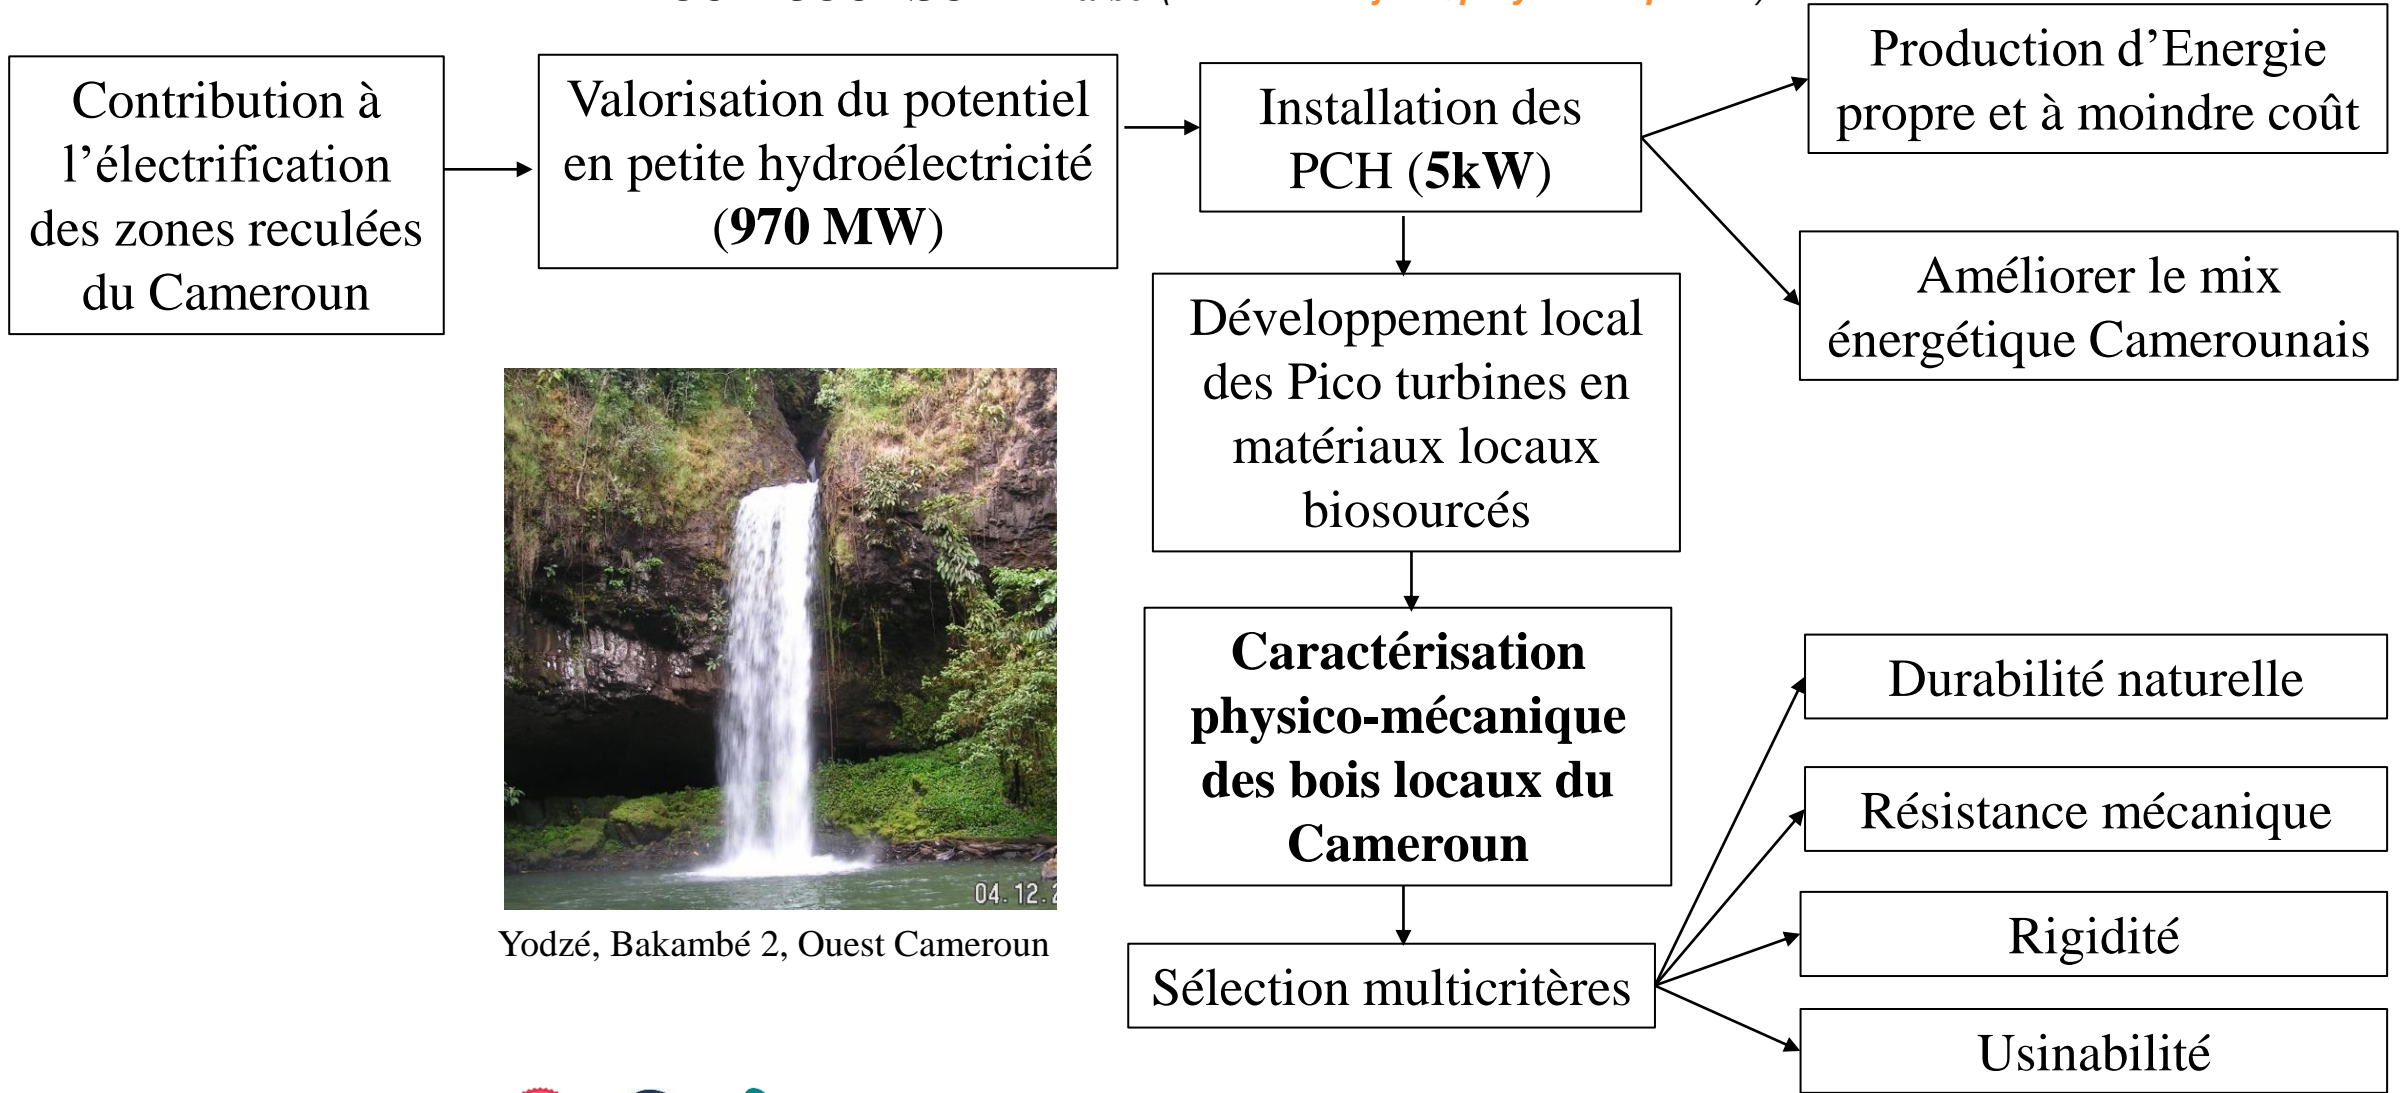 Contribution à
l’électrification
des zones reculées
du Cameroun
Valorisation du potentiel
en petite hydroélectricité
(970 MW)
Installation des
PCH (5kW)
Production d’Energie
propre et à moindre coût
Améliorer le mix
énergétique Camerounais
Développement local
des Pico turbines en
matériaux locaux
biosourcés
Caractérisation
physico-mécanique
des bois locaux du
Cameroun
Sélection multicritères
Durabilité naturelle
Résistance mécanique
Rigidité
Usinabilité
04.12.
Yodzé, Bakambé 2, Ouest Cameroun